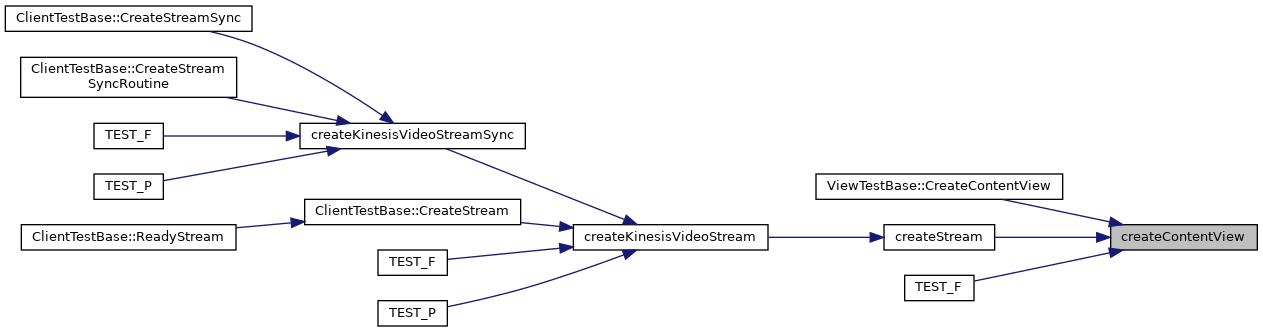 ClientTestBase::CreateStreamSync
ClientTestBase::CreateStream
SyncRoutine
createKinesisVideoStreamSync
TEST_F
TEST_P
ViewTestBase::CreateContentView
ClientTestBase::CreateStream
ClientTestBase::ReadyStream
createKinesisVideoStream
createStream
createContentView
TEST_F
TEST_F
TEST_P